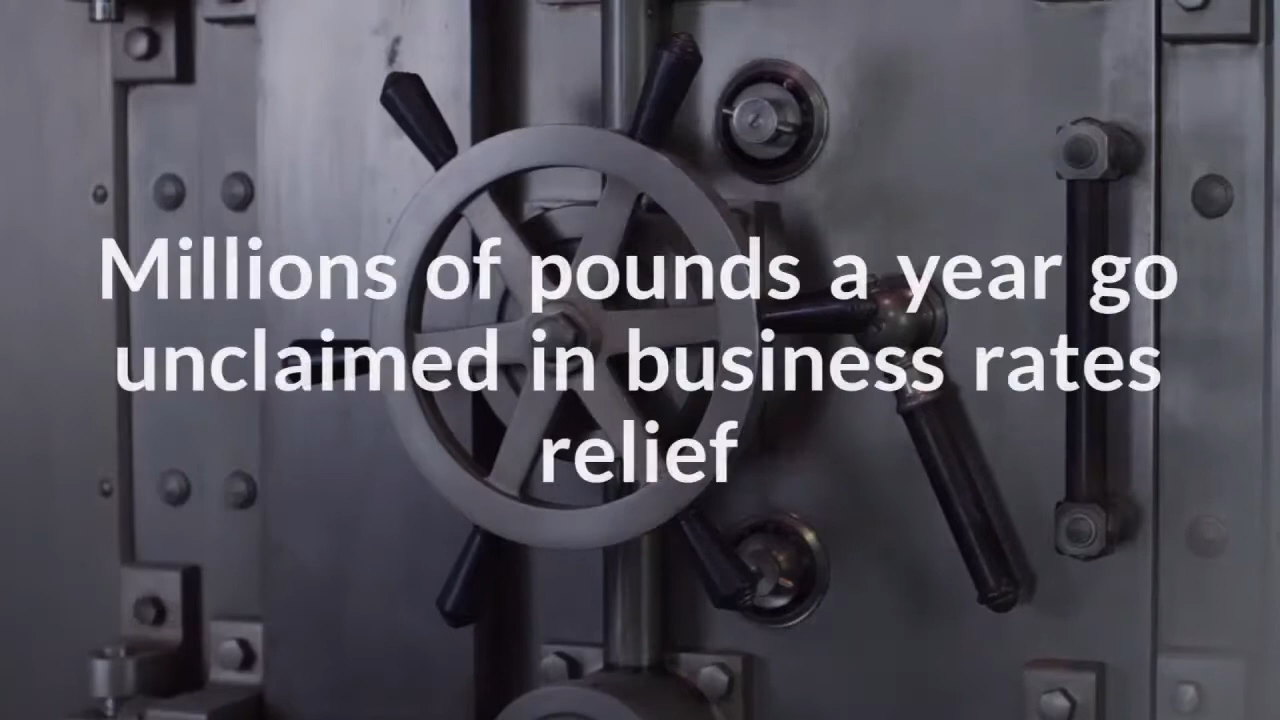 Millions of pounds a year go
unclaimed in business rates
relief